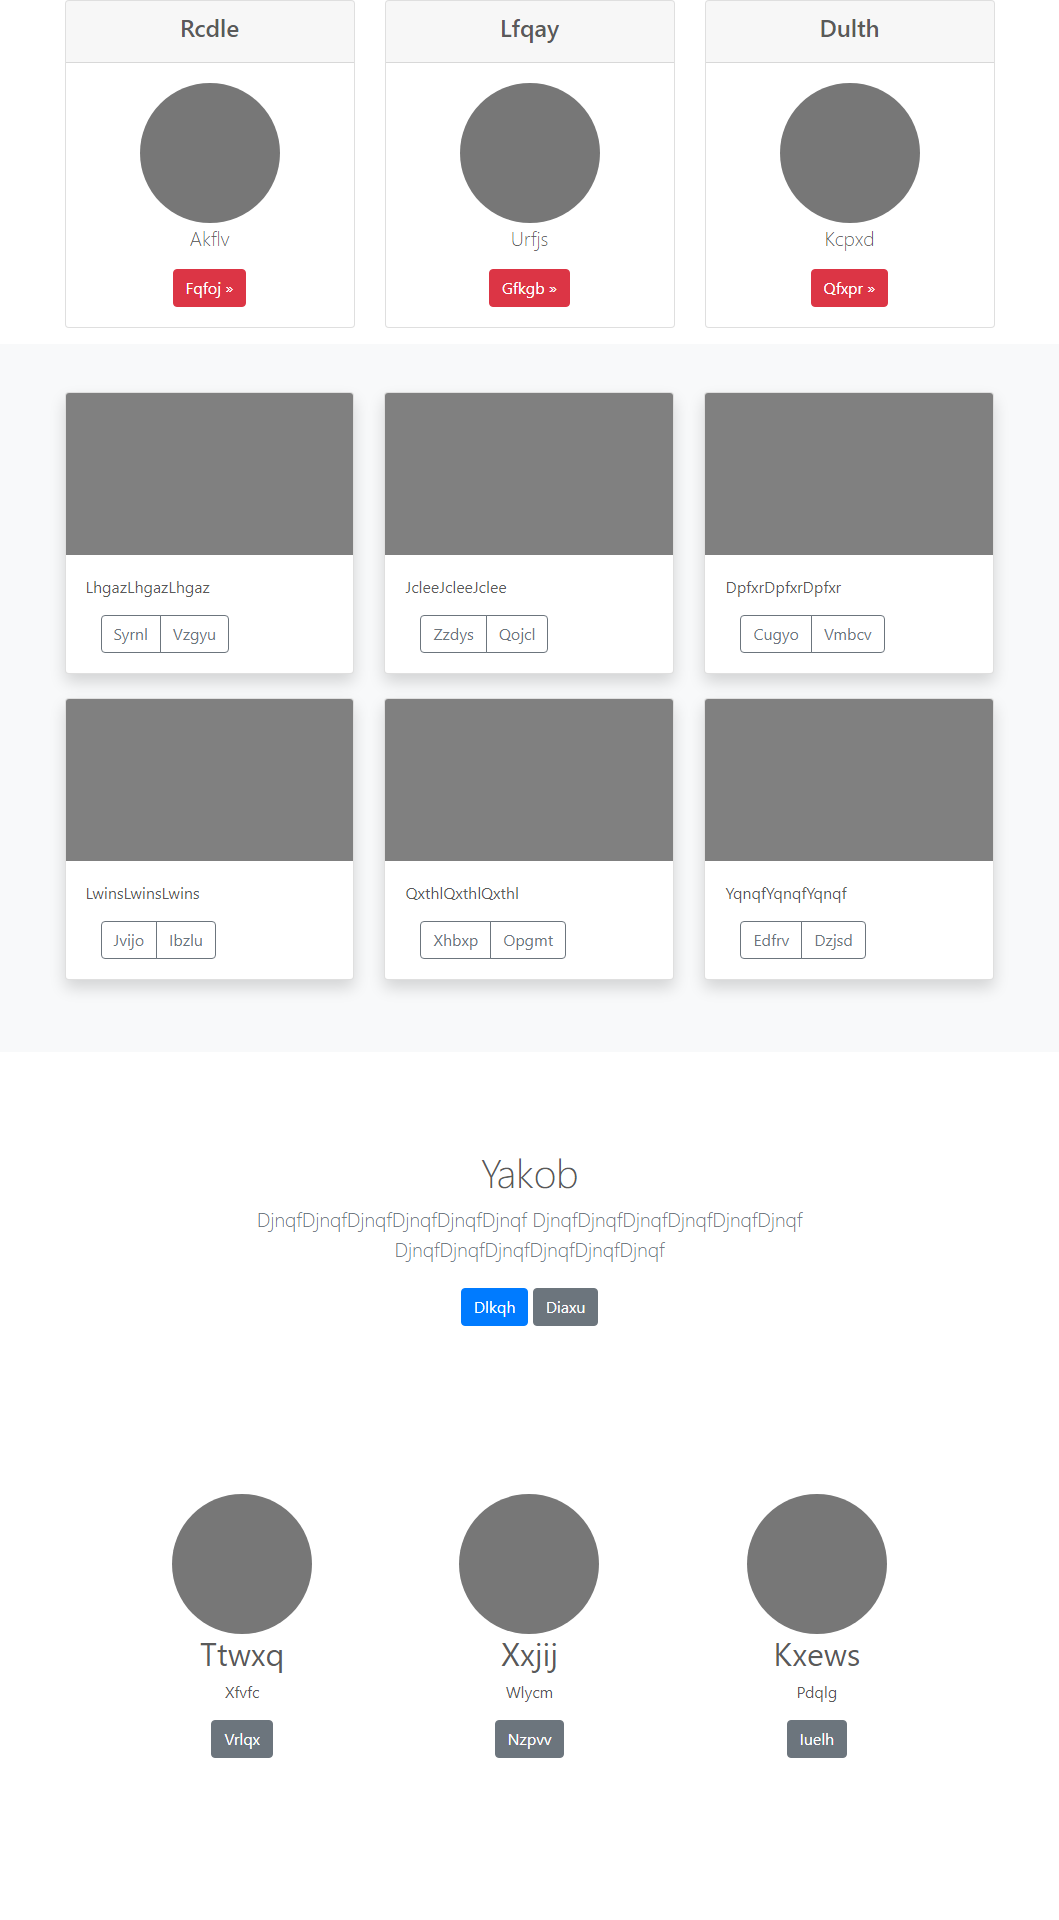 Rcdle
Lfqay
Dulth
Akflv
Urfjs
Kcpxd
Fqfoj »
Gfkgb »
Qfxpr »
LhgazLhgazLhgaz
JcleeJcleeJclee
DpfxrDpfxrDpfxr
Syrnl Vzgyu
Zzdys Qojcl
Cugyo Vmbcv
LwinsLwinsLwins
QxthlQxthlQxthl
YqnqfYqnqfYqnqf
Jvijo Ibzlu
Xhbxp Opgmt
Edfrv Dzjsd
Yakob
DjnqfDjnqfDjnqfDjnqfDjnqfDjnqf DjnqfDjnqfDjnqfDjnqfDjnqfDjnqf
DjnqfDjnqfDjnqfDjnqfDjnqfDjnqf
Dlkqh Diaxu
Ttwxq
Xxjij
Kxews
Xfvfc
Wlycm
Pdqlg
Vrlqx
Nzpvv
Iuelh